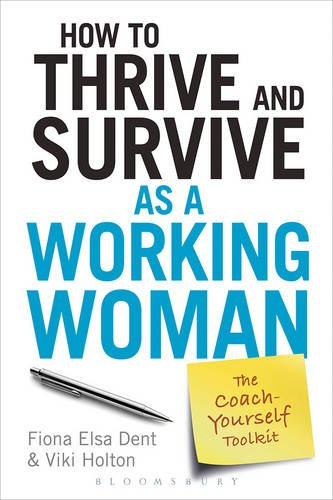 HOW TO
THRIVE AND
SURVIVE
AS A
WORKING
WOMAN
The
Coach-
Yourself
Toolkit
Fiona Elsa Dent
& Viki Holton
BLOOMSBURY